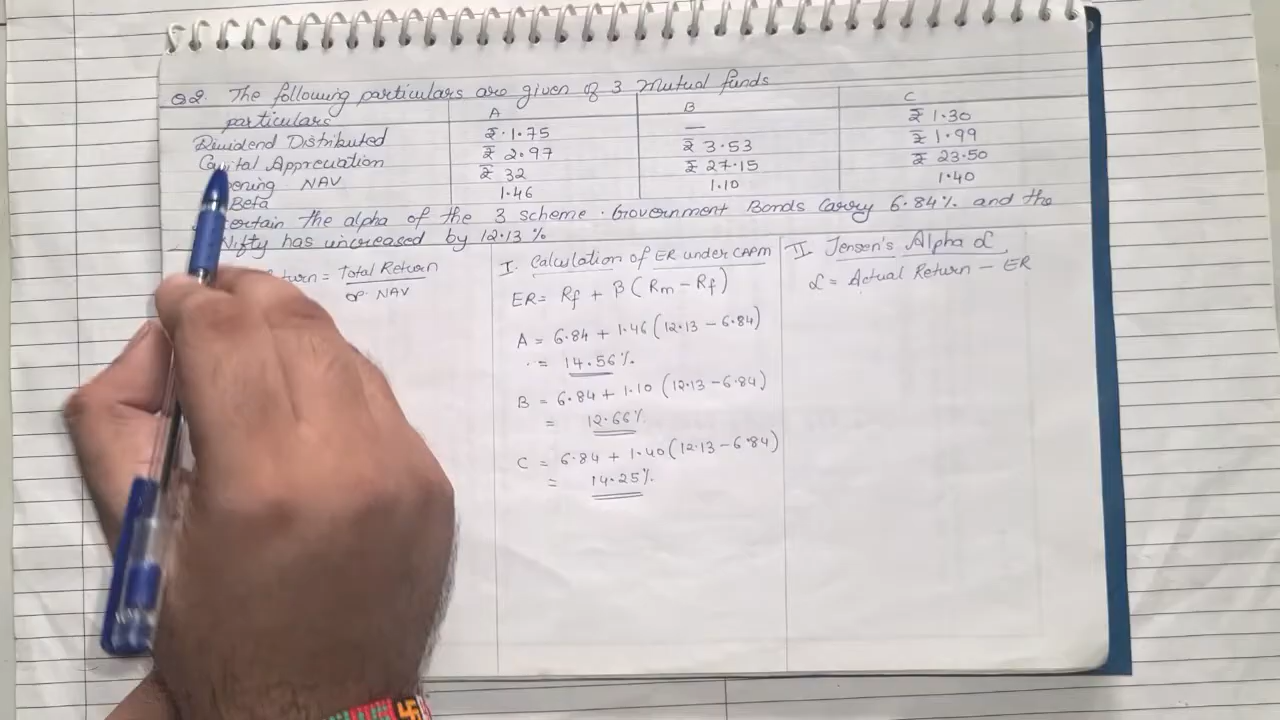 Q2. The following particulars are given of 3 Mutual funds
particulars A B C
Dividend Distributed ₹.1.75 — ₹ 1.30
Capital Appreciation ₹ 2.97 ₹ 3.53 ₹ 1.99
NAV ₹ 32 ₹ 27.15 ₹ 23.50
Beta 1.46 1.10 1.40
the alpha of the 3 scheme. Government Bonds carry 6.84% and the
Nifty has increased by 12.13%
= Total Return
OP. NAV
I. Calculation of ER under CAPM
ER = Rf + β (Rm - Rf)
A = 6.84 + 1.46 (12.13 - 6.84)
= 14.56%.
B = 6.84 + 1.10 (12.13 - 6.84)
= 12.66%.
C = 6.84 + 1.40 (12.13 - 6.84)
= 14.25%.
II Jensen's Alpha α
α = Actual Return - ER